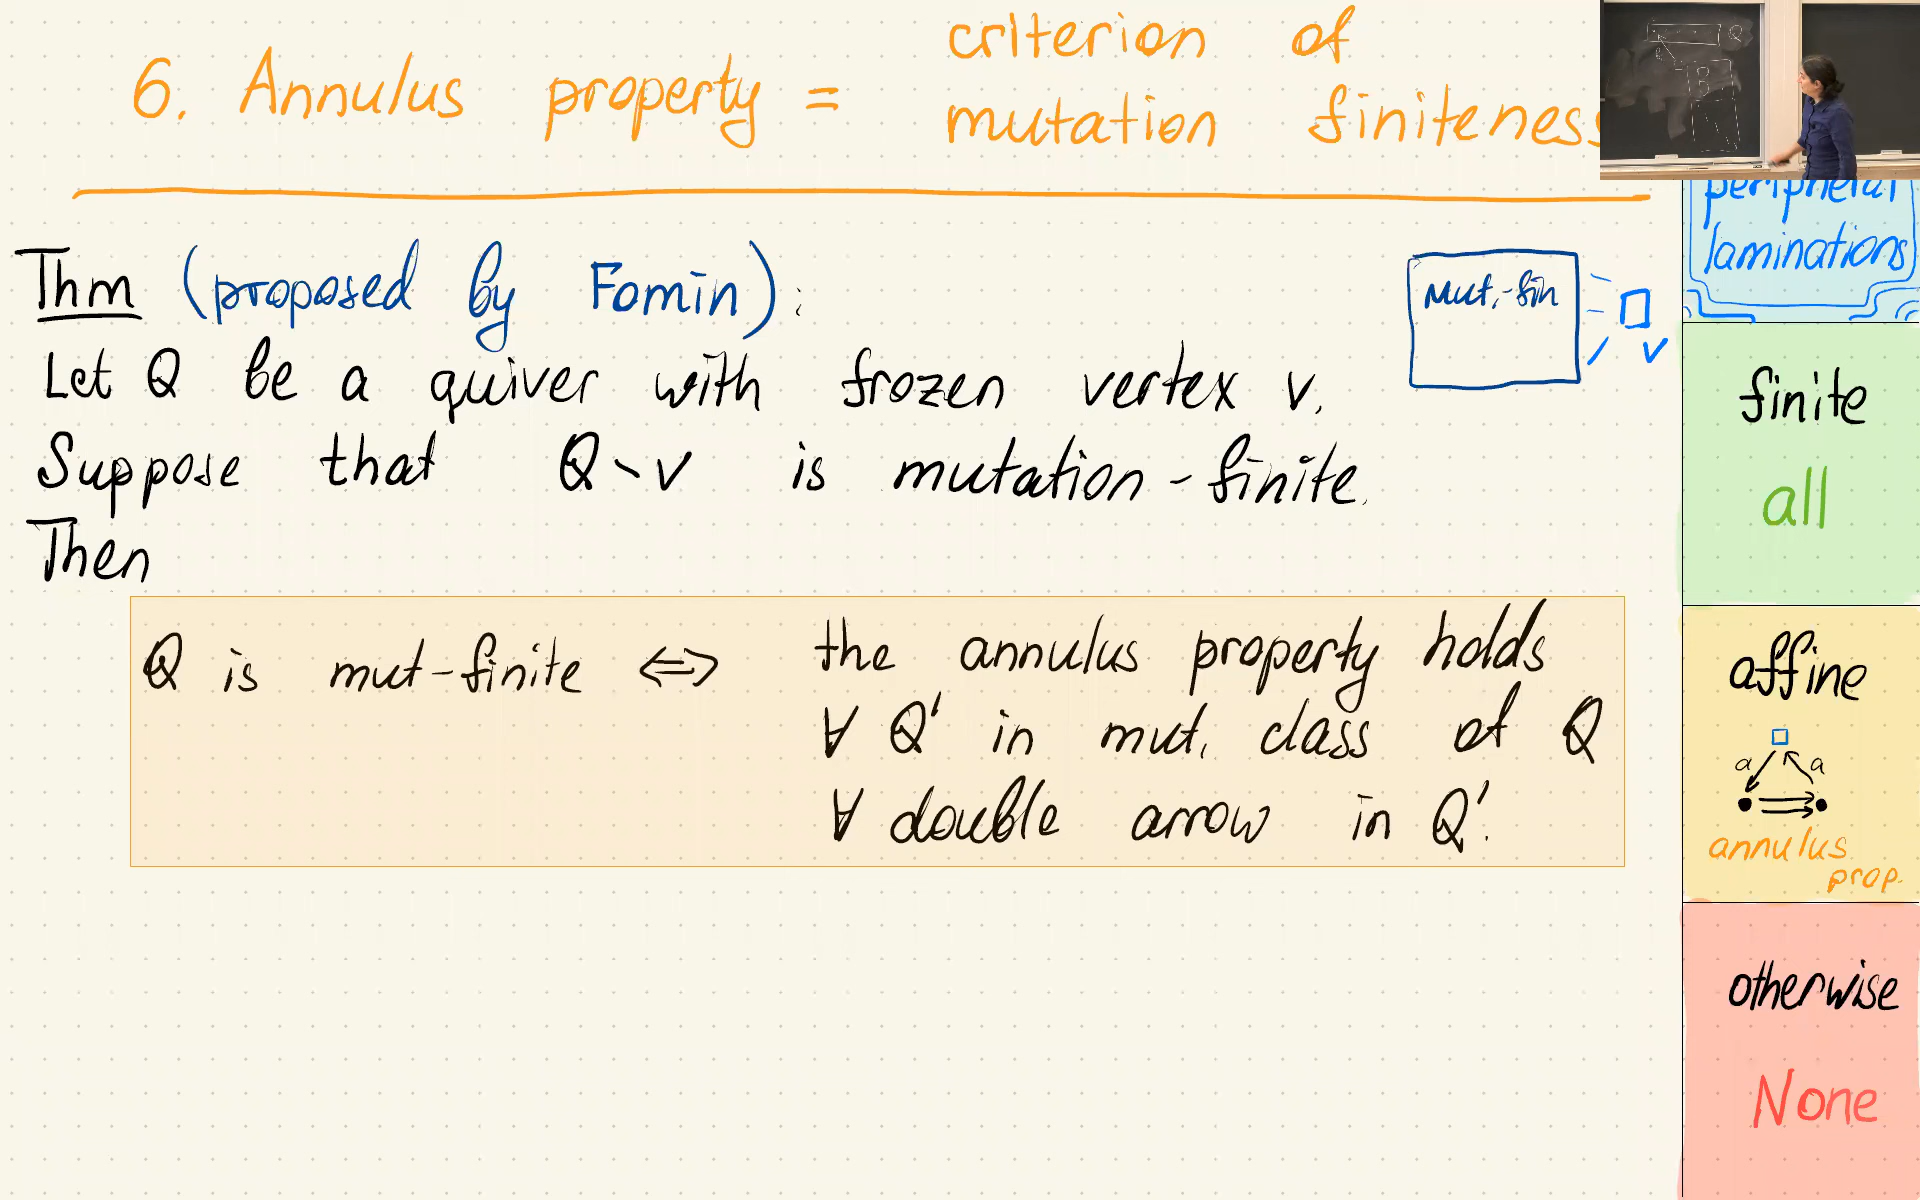 6. Annulus property = criterion of
mutation finiteness
Thm (proposed by Fomin):
Let Q be a quiver with frozen vertex v.
Suppose that Q \ v is mutation-finite.
Then
Q is mut-finite ⇔ the annulus property holds
∀ Q' in mut. class of Q
∀ double arrow in Q'.
Mut.-fin
v
peripheral
laminations
finite
all
affine
a a
annulus
prop.
otherwise
None